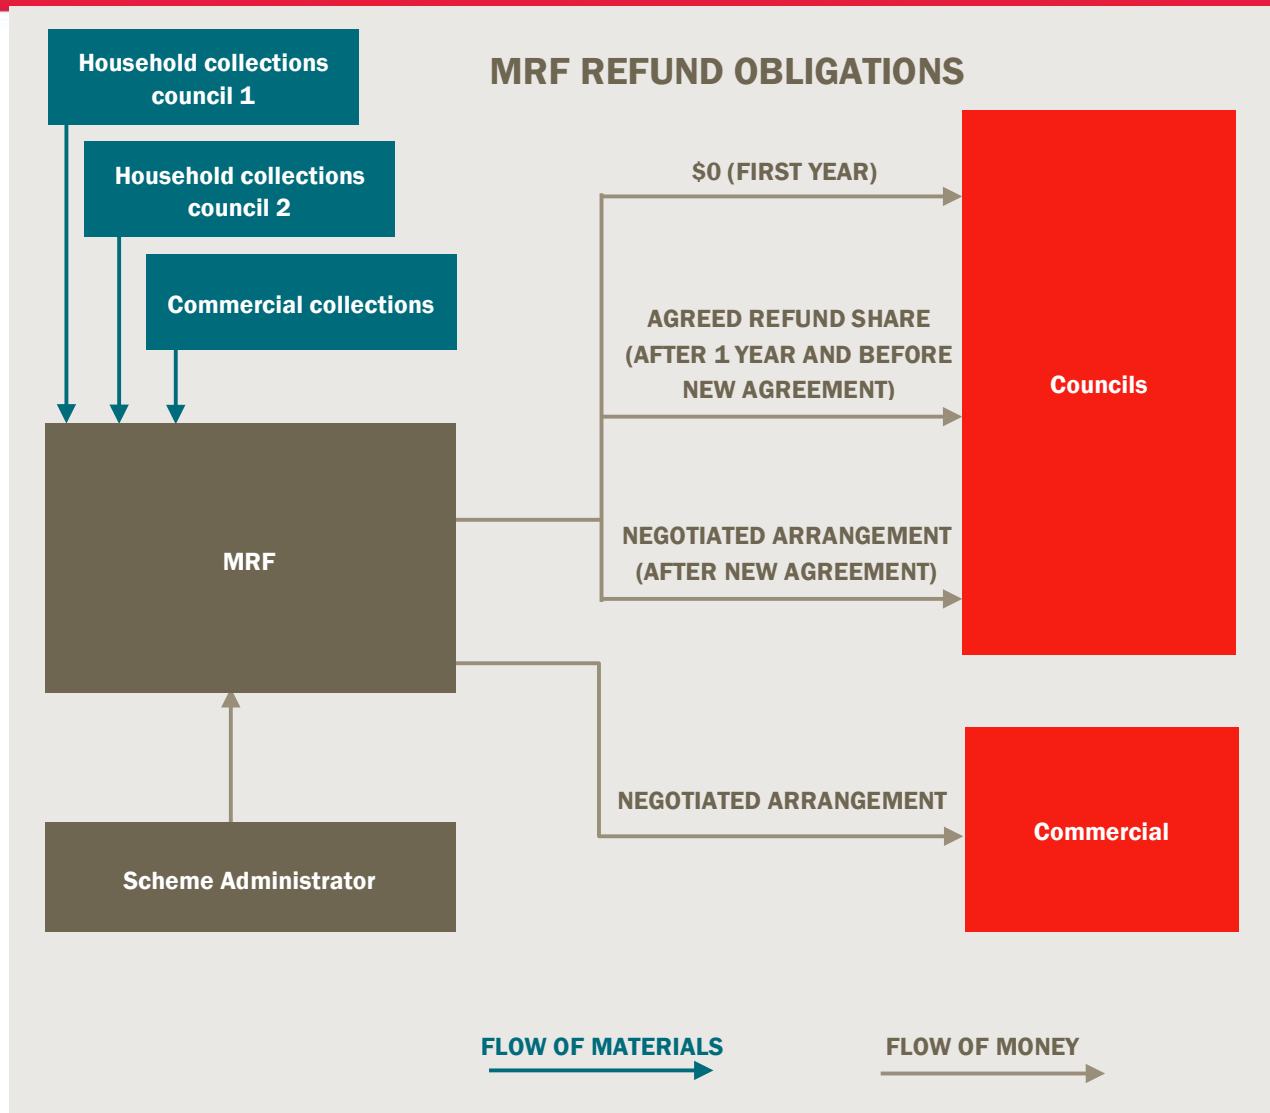 MRF REFUND OBLIGATIONS
Household collections
council 1
Household collections
council 2
Commercial collections
$0 (FIRST YEAR)
AGREED REFUND SHARE
(AFTER 1 YEAR AND BEFORE
NEW AGREEMENT)
Councils
NEGOTIATED ARRANGEMENT
(AFTER NEW AGREEMENT)
MRF
NEGOTIATED ARRANGEMENT
Commercial
Scheme Administrator
FLOW OF MATERIALS
FLOW OF MONEY